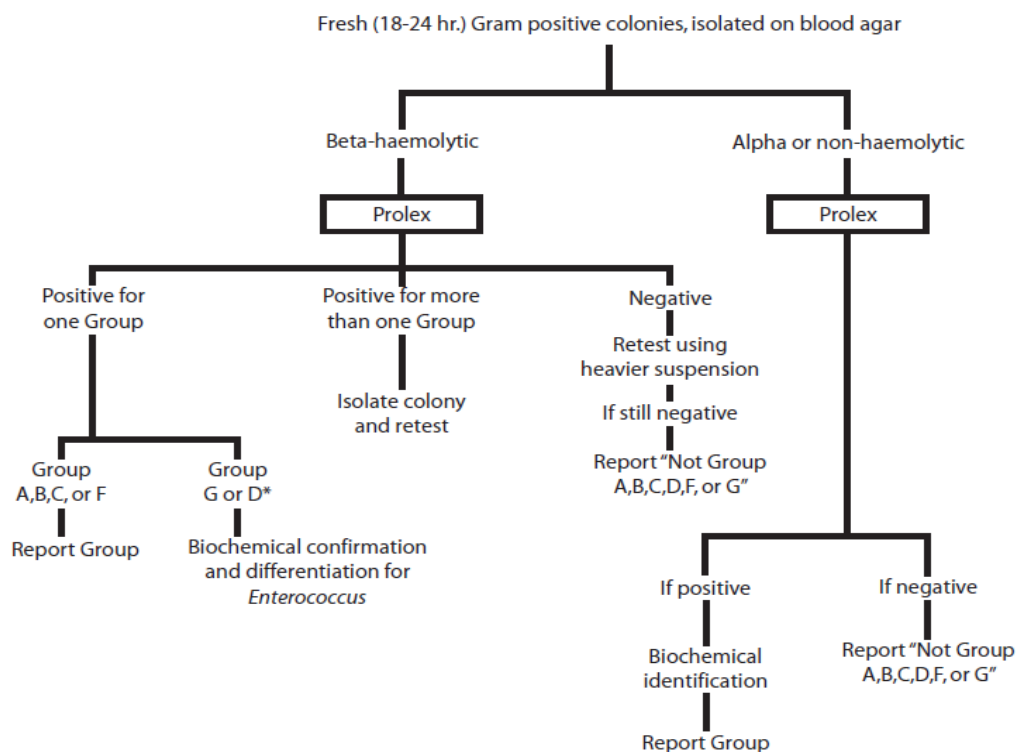 Fresh (18-24 hr.) Gram positive colonies, isolated on blood agar
Beta-haemolytic
Alpha or non-haemolytic
Prolex
Prolex
Positive for
one Group
Positive for more
than one Group
Negative
Retest using
heavier suspension
Isolate colony
and retest
If still negative
Group
A,B,C, or F
Group
G or D*
Report "Not Group
A,B,C,D,F, or G"
Report Group
Biochemical confirmation
and differentiation for
Enterococcus
If positive
If negative
Biochemical
identification
Report "Not Group
A,B,C,D,F, or G"
Report Group